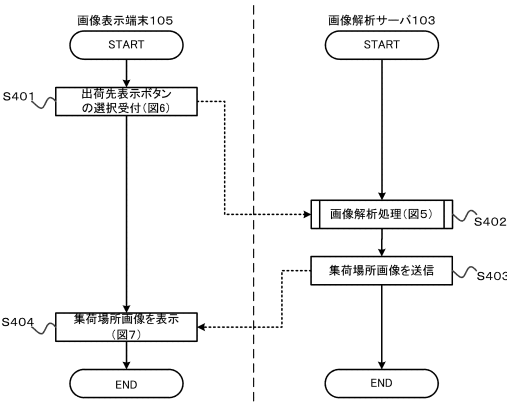 画像表示端末105
画像解析サーバ103
START
START
S401
出荷先表示ボタン
の選択受付(図6)
画像解析処理(図5)
S402
集荷場所画像を送信
S403
S404
集荷場所画像を表示
(図7)
END
END